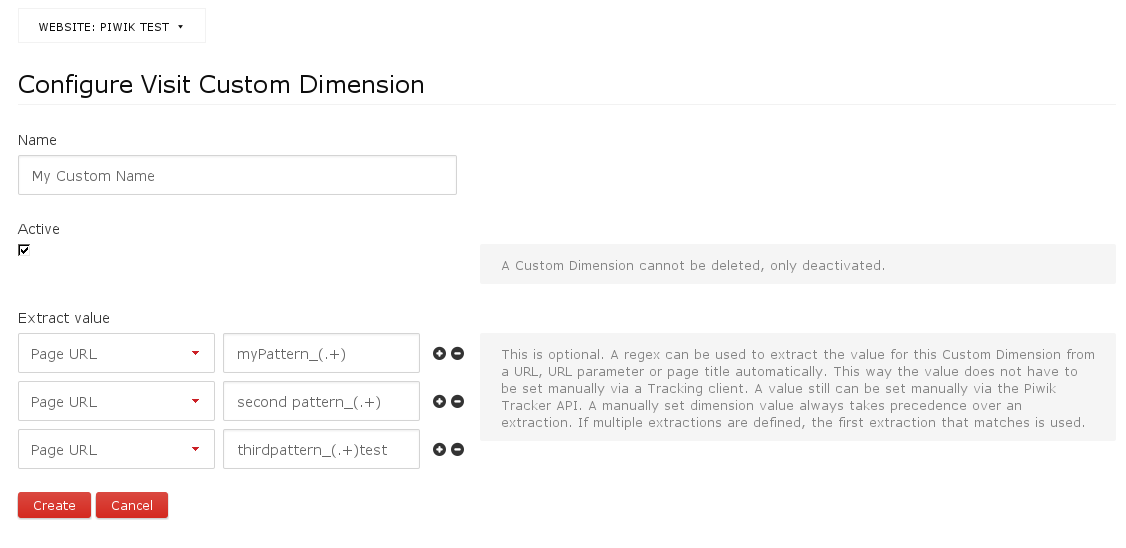 WEBSITE: PIWIK TEST
Configure Visit Custom Dimension
Name
My Custom Name
Active
A Custom Dimension cannot be deleted, only deactivated.
Extract value
Page URL myPattern_(.+)
Page URL second pattern_(.+)
Page URL thirdpattern_(.+)test
This is optional. A regex can be used to extract the value for this Custom Dimension from
a URL, URL parameter or page title automatically. This way the value does not have to
be set manually via a Tracking client. A value still can be set manually via the Piwik
Tracker API. A manually set dimension value always takes precedence over an
extraction. If multiple extractions are defined, the first extraction that matches is used.
Create Cancel